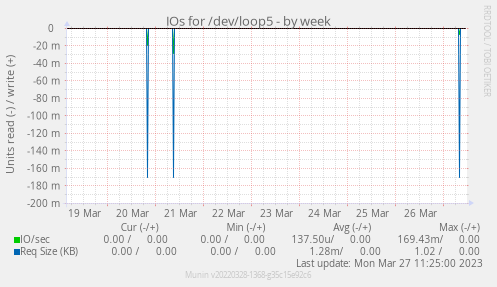 IOs for /dev/loop5 - by week
RRDTOOL / TOBI OETIKER
Units read (-) / write (+)
0
-20 m
-40 m
-60 m
-80 m
-100 m
-120 m
-140 m
-160 m
-180 m
-200 m
19 Mar 20 Mar 21 Mar 22 Mar 23 Mar 24 Mar 25 Mar 26 Mar
Cur (-/+) Min (-/+) Avg (-/+) Max (-/+)
IO/sec 0.00 / 0.00 0.00 / 0.00 137.50u/ 0.00 169.43m/ 0.00
Req Size (KB) 0.00 / 0.00 0.00 / 0.00 1.28m/ 0.00 1.02 / 0.00
Last update: Mon Mar 27 11:25:00 2023
Munin v20220328-1368-g35c15e92c6